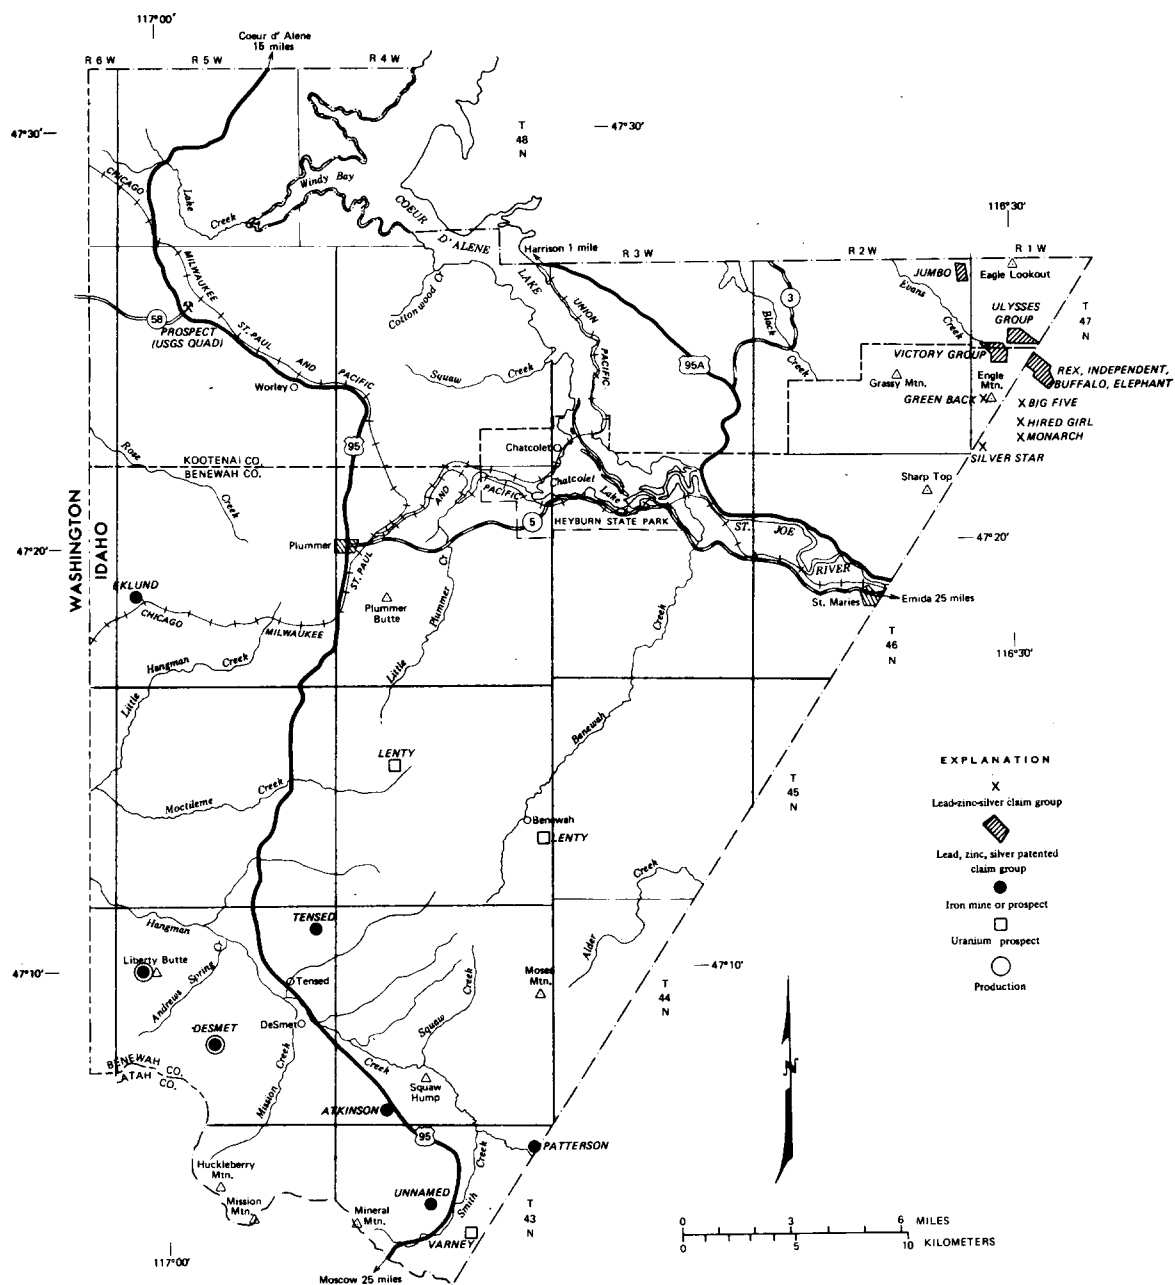 117°00'
Coeur d' Alene
15 miles
R 6 W
R 5 W
R 4 W
47°30'
T
48
N
47°30'
CHICAGO
Lake
Creek
Windy Bay
COEUR
D' ALENE
LAKE
116°30'
Harrison 1 mile
R 3 W
R 2 W
R 1 W
JUMBO
Eagle Lookout
MILWAUKEE
Cottonwood Cr
UNION
PACIFIC
3
Black
Creek
Evans
Creek
ULYSSES
GROUP
T
47
N
58
PROSPECT
(USGS QUAD)
ST. PAUL
AND
PACIFIC
Worley
Squaw
Creek
95A
VICTORY GROUP
Grassy Mtn.
Engle
Mtn.
REX, INDEPENDENT,
BUFFALO, ELEPHANT
GREEN BACK
BIG FIVE
HIRED GIRL
MONARCH
SILVER STAR
95
Rose
Creek
KOOTENAI CO.
BENEWAH CO.
Chatcolet
Chatcolet
Lake
AND
PACIFIC
Sharp Top
5
HEYBURN STATE PARK
ST.
JOE
RIVER
47°20'
47°20'
WASHINGTON
IDAHO
Plummer
ST. PAUL
EKLUND
Plummer
Butte
Little
Plummer
Cr
Creek
St. Maries
Emida 25 miles
CHICAGO
MILWAUKEE
T
46
N
116°30'
Little
Hangman
Creek
Benewah
LENTY
Moctileme
Creek
T
45
N
Benewah
LENTY
EXPLANATION
Lead-zinc-silver claim group
Lead, zinc, silver patented
claim group
Iron mine or prospect
Uranium prospect
Production
Creek
Alder
Hangman
TENSED
47°10'
Liberty Butte
Andrews Spring
Tensed
Moses
Mtn.
47°10'
T
44
N
DESMET
DeSmet
Squaw
Creek
BENEWAH CO.
ATAH CO.
Mission
Creek
Creek
Squaw
Hump
N
ATKINSON
95
PATTERSON
Huckleberry
Mtn.
Mission
Mtn.
Mineral
Mtn.
UNNAMED
Smith
Creek
VARNEY
T
43
N
0 3 6 MILES
0 5 10 KILOMETERS
117°00'
Moscow 25 miles